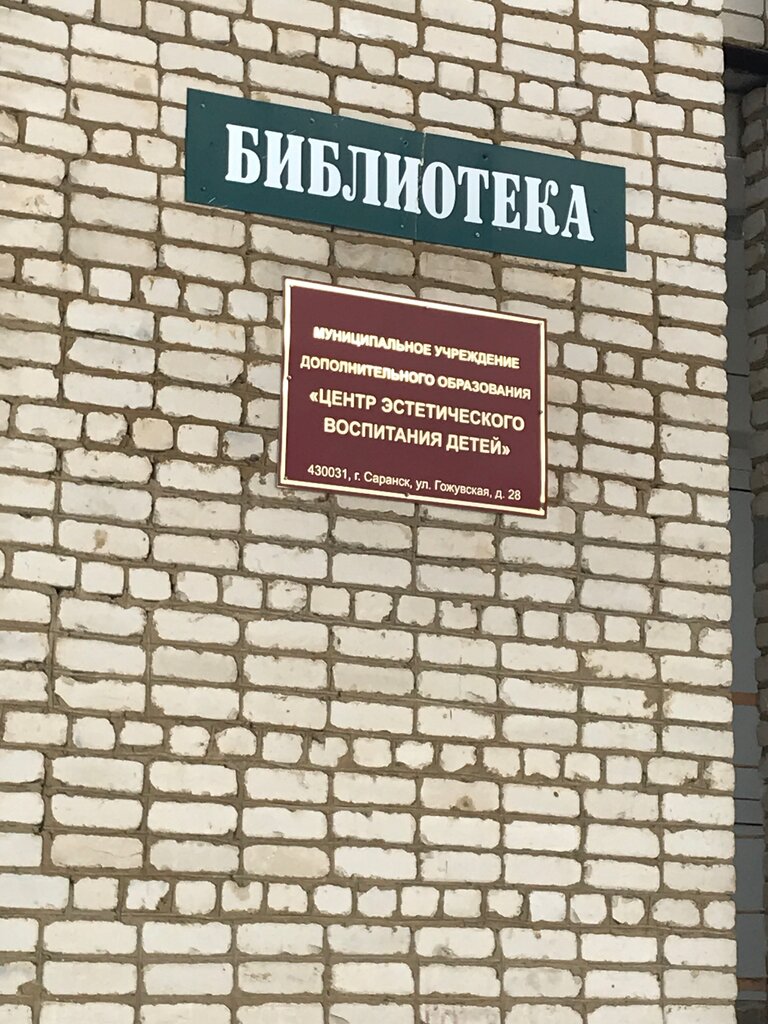 БИБЛИОТЕКА
МУНИЦИПАЛЬНОЕ УЧРЕЖДЕНИЕ
ДОПОЛНИТЕЛЬНОГО ОБРАЗОВАНИЯ
«ЦЕНТР ЭСТЕТИЧЕСКОГО
ВОСПИТАНИЯ ДЕТЕЙ»
430031, г. Саранск, ул. Гожувская, д. 28